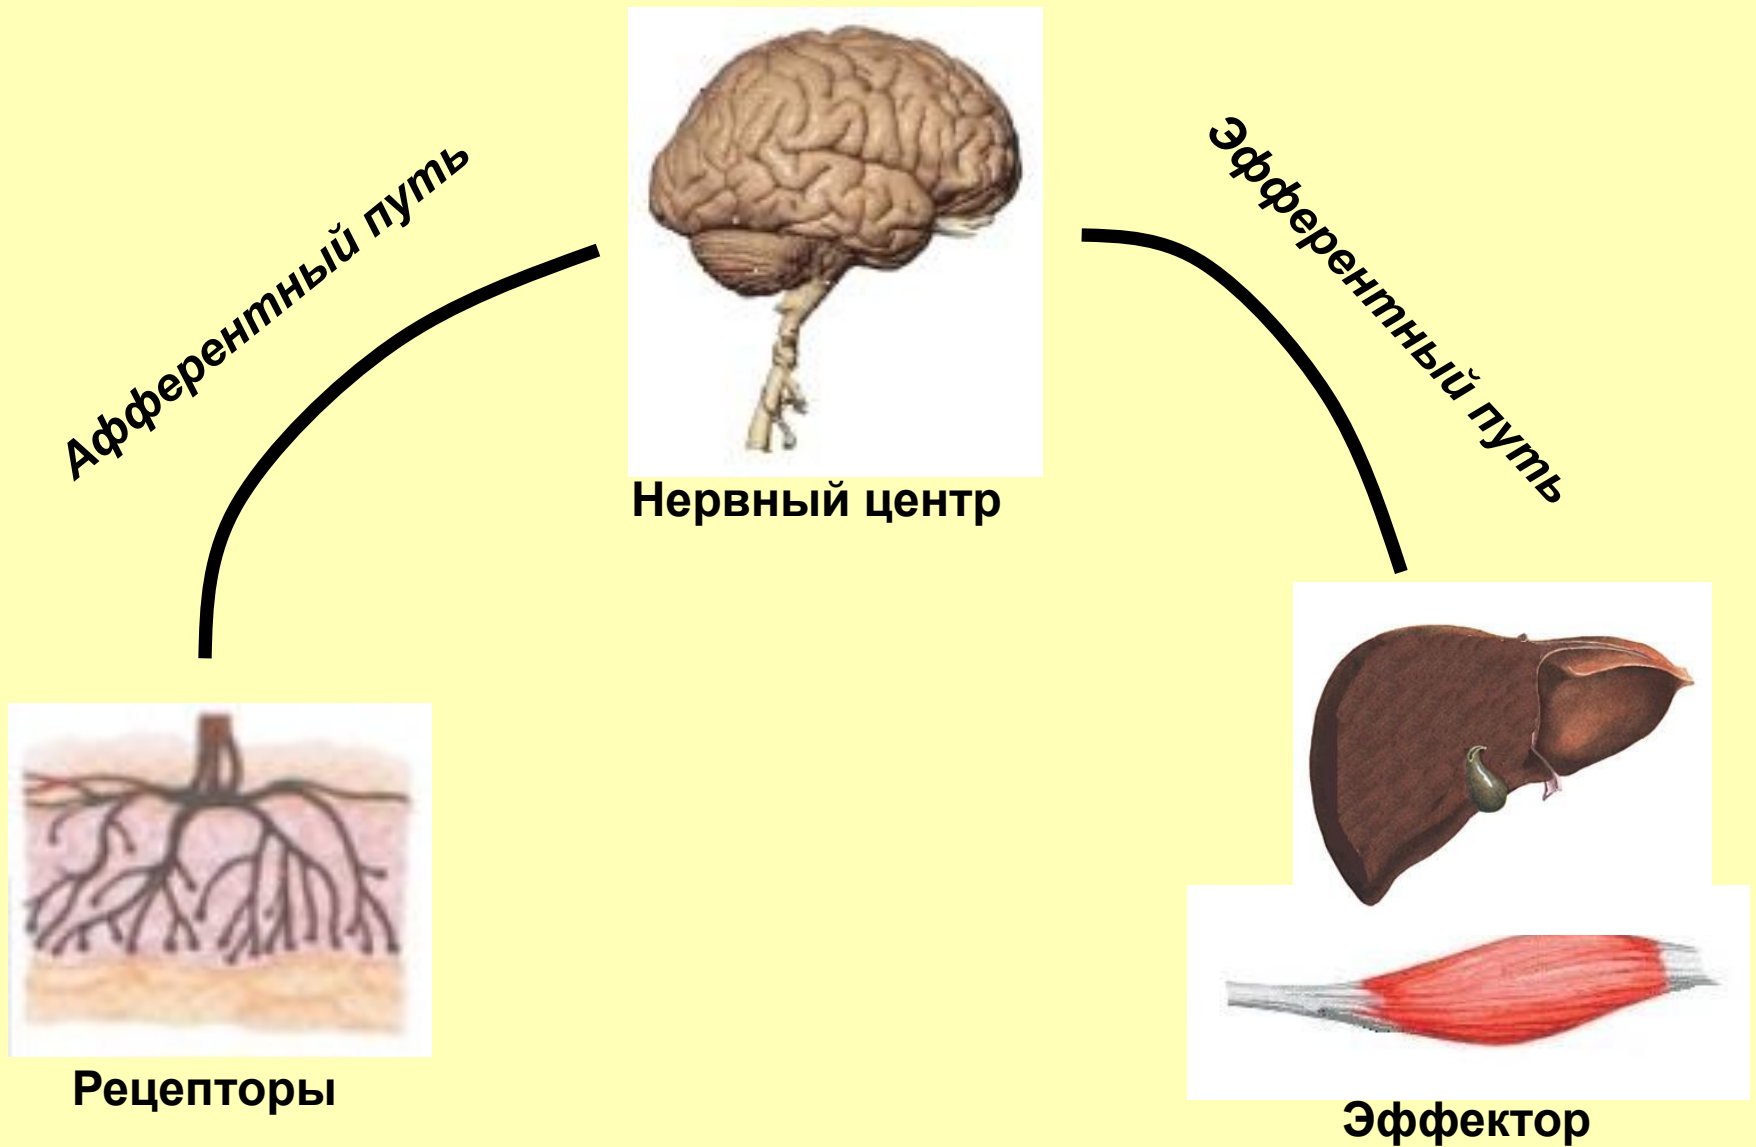 Афферентный путь
Эфферентный путь
Нервный центр
Рецепторы
Эффектор